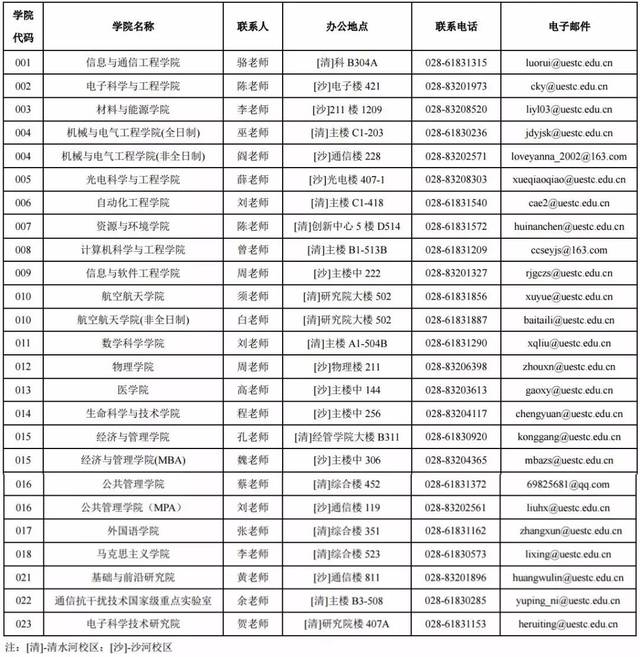 学院代码 学院名称 联系人 办公地点 联系电话 电子邮件
001 信息与通信工程学院 骆老师 [清]科 B304A 028-61831315 luorui@uestc.edu.cn
002 电子科学与工程学院 陈老师 [沙]电子楼 421 028-83201973 cky@uestc.edu.cn
003 材料与能源学院 李老师 [沙]211 楼 1209 028-83208520 liyl03@uestc.edu.cn
004 机械与电气工程学院(全日制) 巫老师 [清]主楼 C1-203 028-61830236 jdyjsk@uestc.edu.cn
004 机械与电气工程学院(非全日制) 阎老师 [沙]通信楼 228 028-83202571 loveyanna_2002@163.com
005 光电科学与工程学院 薛老师 [沙]光电楼 407-1 028-83208303 xueqiaoqiao@uestc.edu.cn
006 自动化工程学院 刘老师 [清]主楼 C1-418 028-61831540 cae2@uestc.edu.cn
007 资源与环境学院 陈老师 [清]创新中心 5 楼 D514 028-61831572 huinanchen@uestc.edu.cn
008 计算机科学与工程学院 曾老师 [清]主楼 B1-513B 028-61831209 ccseyjs@163.com
009 信息与软件工程学院 周老师 [沙]主楼中 222 028-83201327 rjgczs@uestc.edu.cn
010 航空航天学院 须老师 [清]研究院大楼 502 028-61831856 xuyue@uestc.edu.cn
010 航空航天学院(非全日制) 白老师 [清]研究院大楼 502 028-61831887 baitaili@uestc.edu.cn
011 数学科学学院 刘老师 [清]主楼 A1-504B 028-61831290 xqliu@uestc.edu.cn
012 物理学院 周老师 [沙]物理楼 211 028-83206398 zhouxn@uestc.edu.cn
013 医学院 高老师 [沙]主楼中 144 028-83203613 gaoxy@uestc.edu.cn
014 生命科学与技术学院 程老师 [沙]主楼中 256 028-83204117 chengyuan@uestc.edu.cn
015 经济与管理学院 孔老师 [清]经管学院大楼 B311 028-61830920 konggang@uestc.edu.cn
015 经济与管理学院(MBA) 魏老师 [沙]主楼中 306 028-83204365 mbazs@uestc.edu.cn
016 公共管理学院 蔡老师 [清]综合楼 452 028-61831372 69825681@qq.com
016 公共管理学院（MPA） 刘老师 [沙]通信楼 119 028-83202561 liuhx@uestc.edu.cn
017 外国语学院 张老师 [清]综合楼 351 028-61831162 zhangxun@uestc.edu.cn
018 马克思主义学院 李老师 [清]综合楼 523 028-61830573 lixing@uestc.edu.cn
021 基础与前沿研究院 黄老师 [沙]通信楼 811 028-83201896 huangwulin@uestc.edu.cn
022 通信抗干扰技术国家级重点实验室 余老师 [清]主楼 B3-508 028-61830285 yuping_ni@uestc.edu.cn
023 电子科学技术研究院 贺老师 [清]研究院楼 407A 028-61831153 heruiting@uestc.edu.cn
注：[清]-清水河校区；[沙]-沙河校区